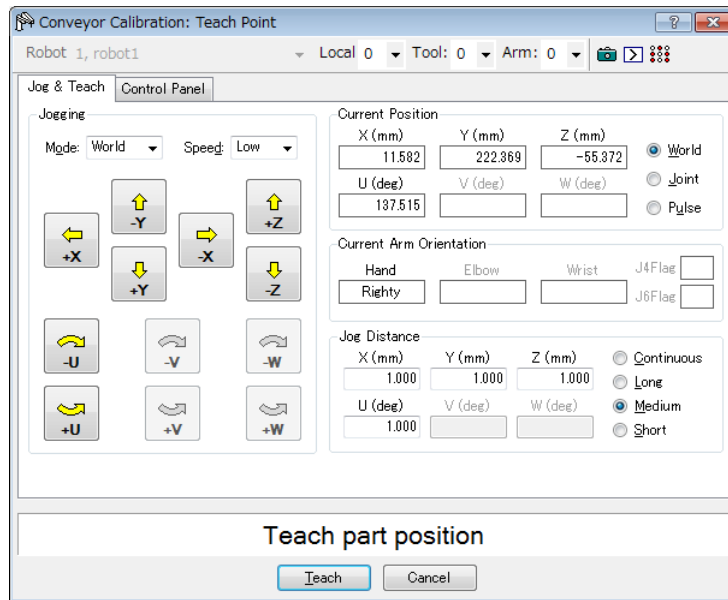 Conveyor Calibration: Teach Point
Robot 1, robot1 Local 0 Tool: 0 Arm: 0
Jog & Teach Control Panel
Jogging
Mode: World Speed: Low
-Y
+Z
+X
-X
+Y
-Z
-U -V -W
+U +V +W
Current Position
X (mm) Y (mm) Z (mm)
11.582 222.369 -55.372
World
U (deg) V (deg) W (deg)
Joint
137.515
Pulse
Current Arm Orientation
Hand Elbow Wrist J4Flag
Righty J6Flag
Jog Distance
X (mm) Y (mm) Z (mm) Continuous
1.000 1.000 1.000 Long
U (deg) V (deg) W (deg) Medium
1.000 Short
Teach part position
Teach Cancel